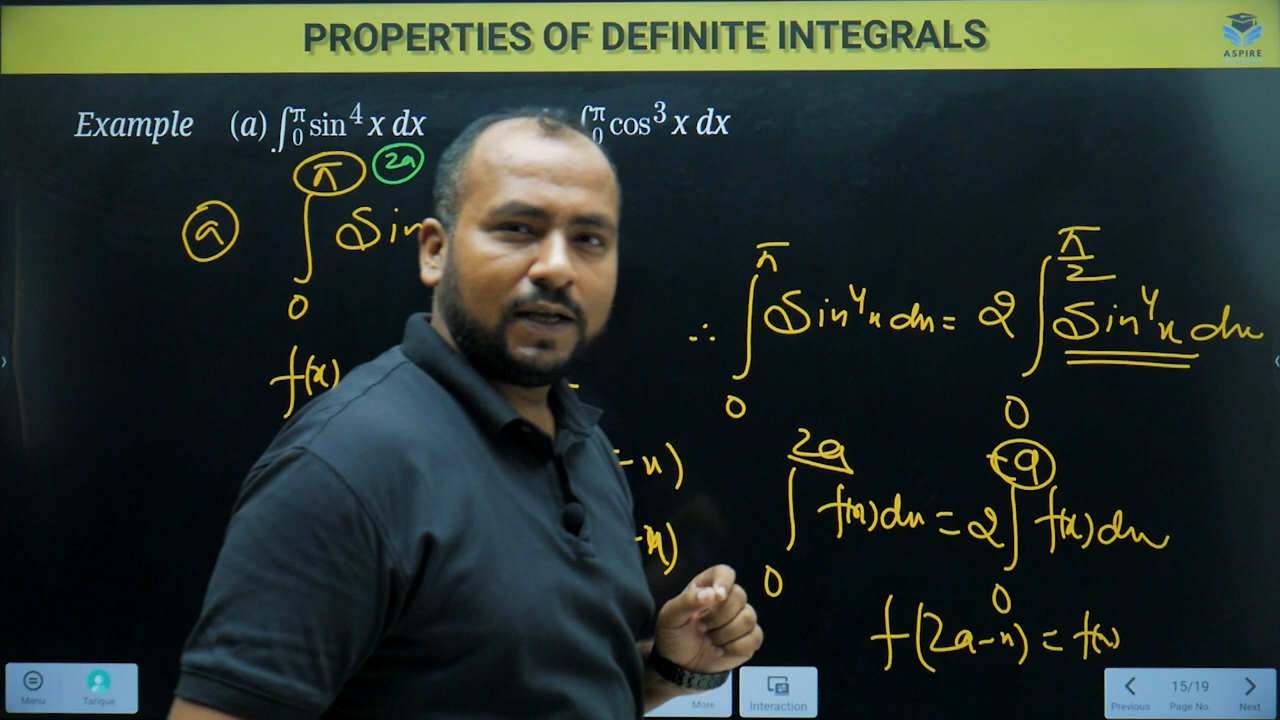 PROPERTIES OF DEFINITE INTEGRALS
ASPIRE
Example (a) ∫₀^π sin⁴ x dx
∫₀^π cos³ x dx
π 2a
a ∫ Sin
0
f(x)
- x)
- x)
∴ ∫₀^π Sin⁴x dx = 2 ∫₀^(π/2) Sin⁴x dx
∫₀^2a f(x) dx = 2 ∫₀^a f(x) dx
f(2a-x) = f(x)
Menu
Tarique
More
Interaction
Previous
15/19
Page No.
Next